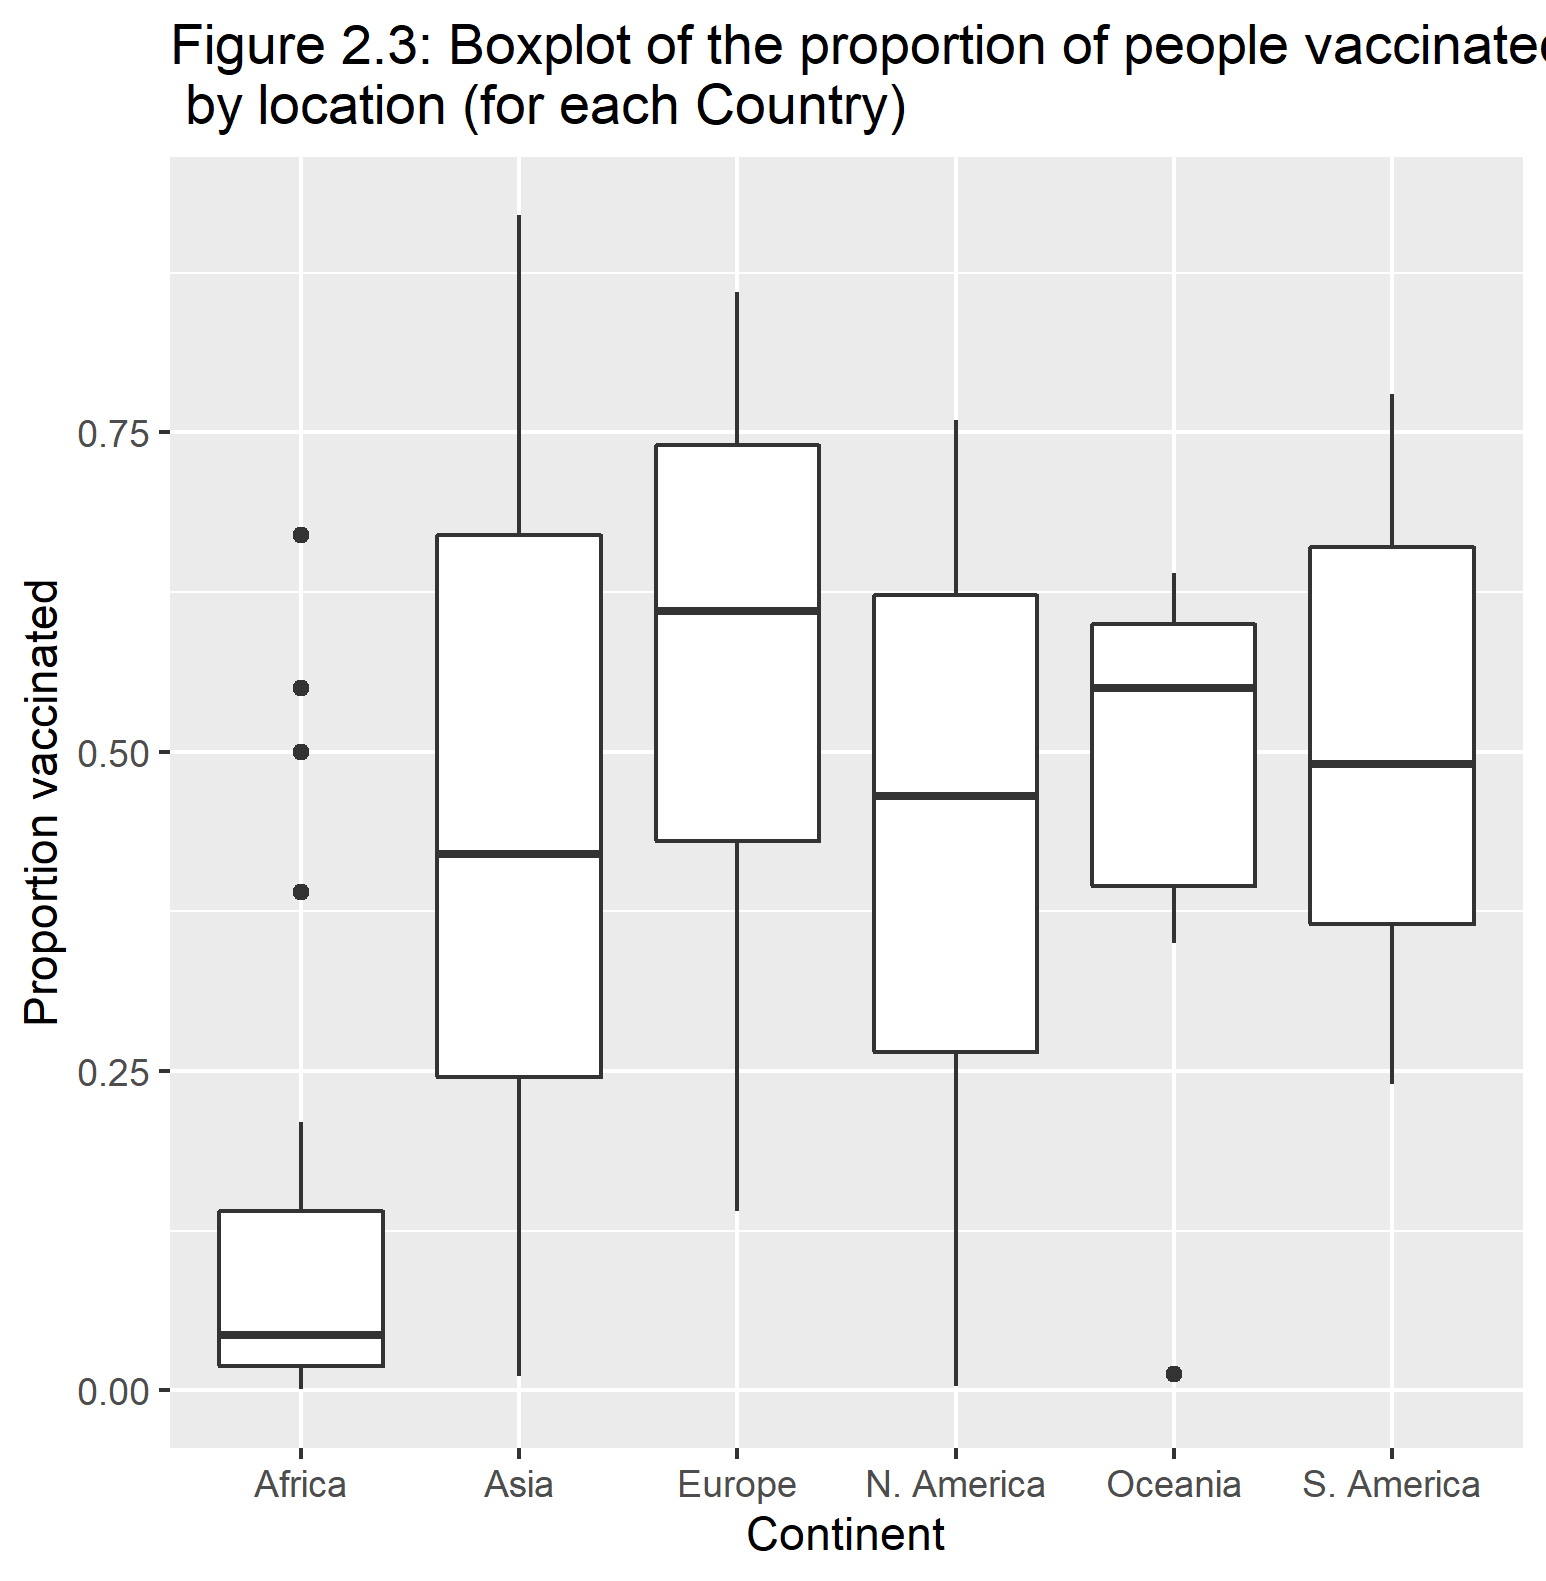 Figure 2.3: Boxplot of the proportion of people vaccinated
by location (for each Country)
Proportion vaccinated
0.75
0.50
0.25
0.00
Africa Asia Europe N. America Oceania S. America
Continent